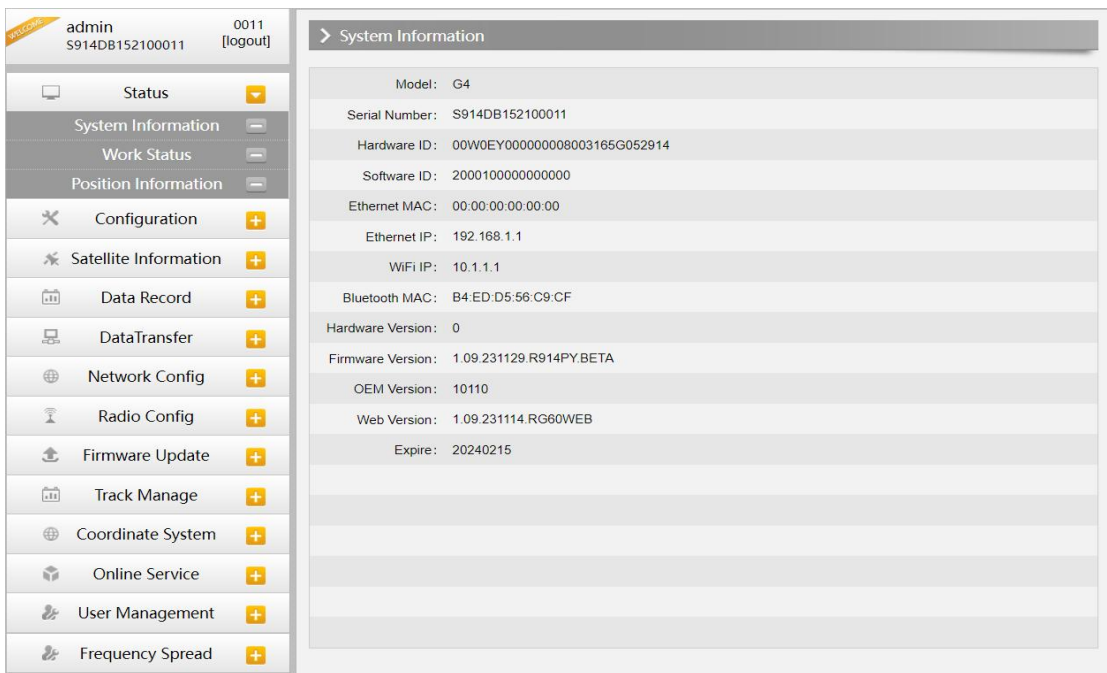 WELCOME
admin 0011
S914DB152100011 [logout]
Status
System Information
Work Status
Position Information
Configuration
Satellite Information
Data Record
DataTransfer
Network Config
Radio Config
Firmware Update
Track Manage
Coordinate System
Online Service
User Management
Frequency Spread
System Information
Model: G4
Serial Number: S914DB152100011
Hardware ID: 00W0EY000000008003165G052914
Software ID: 2000100000000000
Ethernet MAC: 00:00:00:00:00:00
Ethernet IP: 192.168.1.1
WiFi IP: 10.1.1.1
Bluetooth MAC: B4:ED:D5:56:C9:CF
Hardware Version: 0
Firmware Version: 1.09.231129.R914PY.BETA
OEM Version: 10110
Web Version: 1.09.231114.RG60WEB
Expire: 20240215